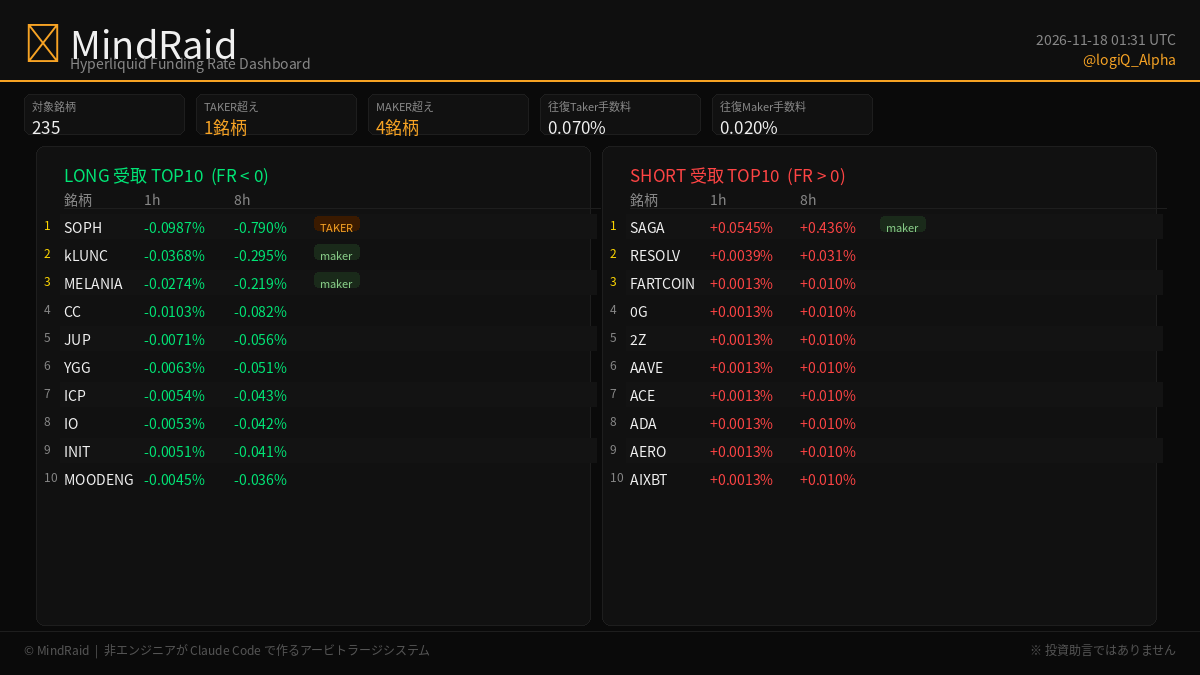 MindRaid
Hyperliquid Funding Rate Dashboard
2026-11-18 01:31 UTC
@logiQ_Alpha
対象銘柄
235
TAKER超え
1銘柄
MAKER超え
4銘柄
往復Taker手数料
0.070%
往復Maker手数料
0.020%
LONG 受取 TOP10 (FR < 0)
銘柄 1h 8h
1 SOPH -0.0987% -0.790% TAKER
2 kLUNC -0.0368% -0.295% maker
3 MELANIA -0.0274% -0.219% maker
4 CC -0.0103% -0.082%
5 JUP -0.0071% -0.056%
6 YGG -0.0063% -0.051%
7 ICP -0.0054% -0.043%
8 IO -0.0053% -0.042%
9 INIT -0.0051% -0.041%
10 MOODENG -0.0045% -0.036%
SHORT 受取 TOP10 (FR > 0)
銘柄 1h 8h
1 SAGA +0.0545% +0.436% maker
2 RESOLV +0.0039% +0.031%
3 FARTCOIN +0.0013% +0.010%
4 0G +0.0013% +0.010%
5 2Z +0.0013% +0.010%
6 AAVE +0.0013% +0.010%
7 ACE +0.0013% +0.010%
8 ADA +0.0013% +0.010%
9 AERO +0.0013% +0.010%
10 AIXBT +0.0013% +0.010%
© MindRaid | 非エンジニアが Claude Code で作るアービトラージシステム
※ 投資助言ではありません